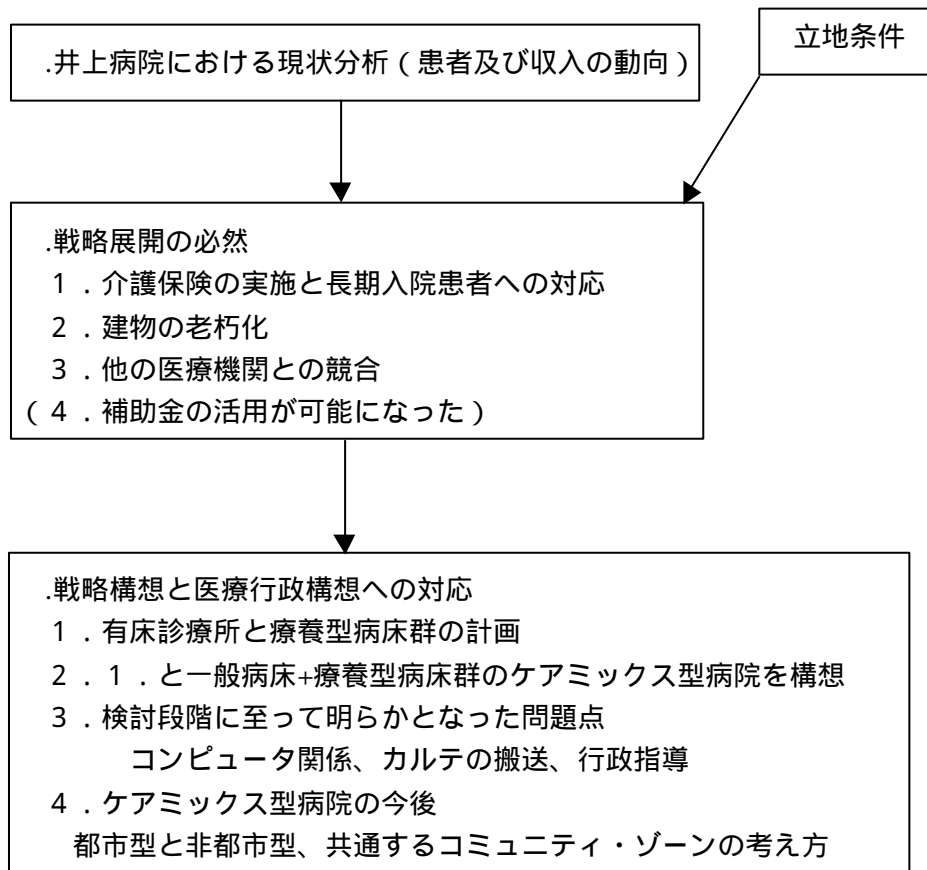 立地条件
.井上病院における現状分析(患者及び収入の動向)
.戦略展開の必然
1.介護保険の実施と長期入院患者への対応
2.建物の老朽化
3.他の医療機関との競合
(4.補助金の活用が可能になった)
.戦略構想と医療行政構想への対応
1.有床診療所と療養型病床群の計画
2.1.と一般病床+療養型病床群のケアミックス型病院を構想
3.検討段階に至って明らかとなった問題点
コンピュータ関係、カルテの搬送、行政指導
4.ケアミックス型病院の今後
都市型と非都市型、共通するコミュニティ・ゾーンの考え方